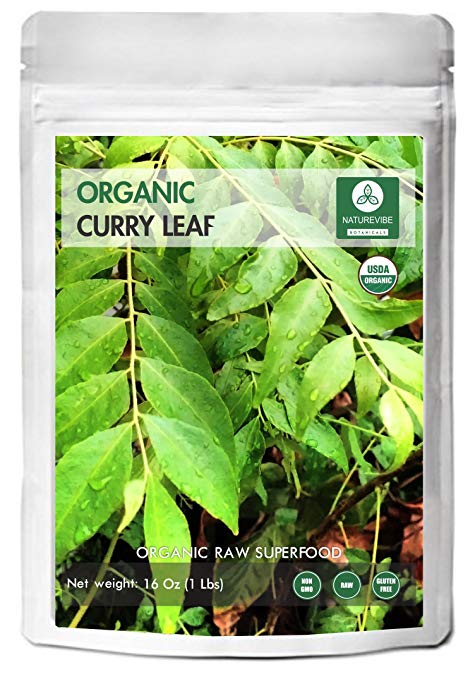 ORGANIC
CURRY LEAF
NATUREVIBE
BOTANICALS
USDA
ORGANIC
ORGANIC RAW SUPERFOOD
Net weight: 16 Oz (1 Lbs)
NON
GMO
RAW
GLUTEN
FREE